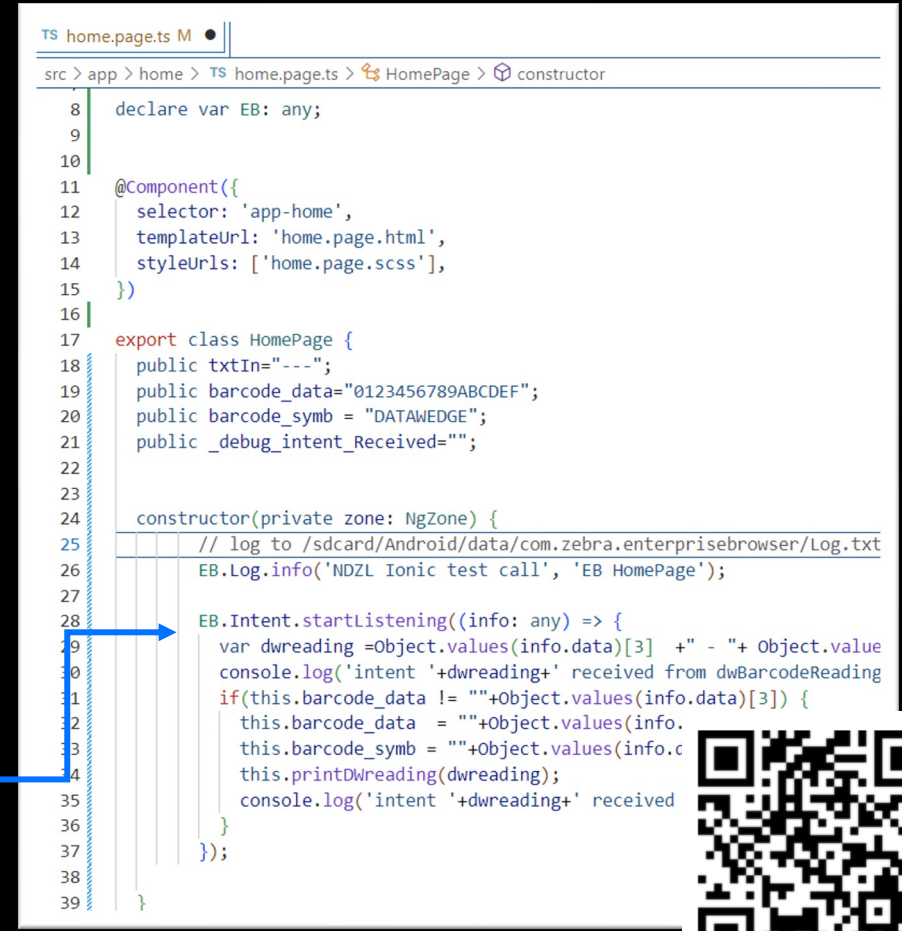 TS home.page.ts M ●
src > app > home > TS home.page.ts > HomePage > constructor
8 declare var EB: any;
9
10
11 @Component({
12 selector: 'app-home',
13 templateUrl: 'home.page.html',
14 styleUrls: ['home.page.scss'],
15 })
16
17 export class HomePage {
18 public txtIn="---";
19 public barcode_data="0123456789ABCDEF";
20 public barcode_symb = "DATAWEDGE";
21 public _debug_intent_Received="";
22
23
24 constructor(private zone: NgZone) {
25 // log to /sdcard/Android/data/com.zebra.enterprisebrowser/Log.txt
26 EB.Log.info('NDZL Ionic test call', 'EB HomePage');
27
28 EB.Intent.startListening((info: any) => {
29 var dwreading =Object.values(info.data)[3] +" - "+ Object.value
30 console.log('intent '+dwreading+' received from dwBarcodeReading
31 if(this.barcode_data != ""+Object.values(info.data)[3]) {
32 this.barcode_data = ""+Object.values(info.
33 this.barcode_symb = ""+Object.values(info.d
34 this.printDWreading(dwreading);
35 console.log('intent '+dwreading+' received
36 }
37 });
38
39 }